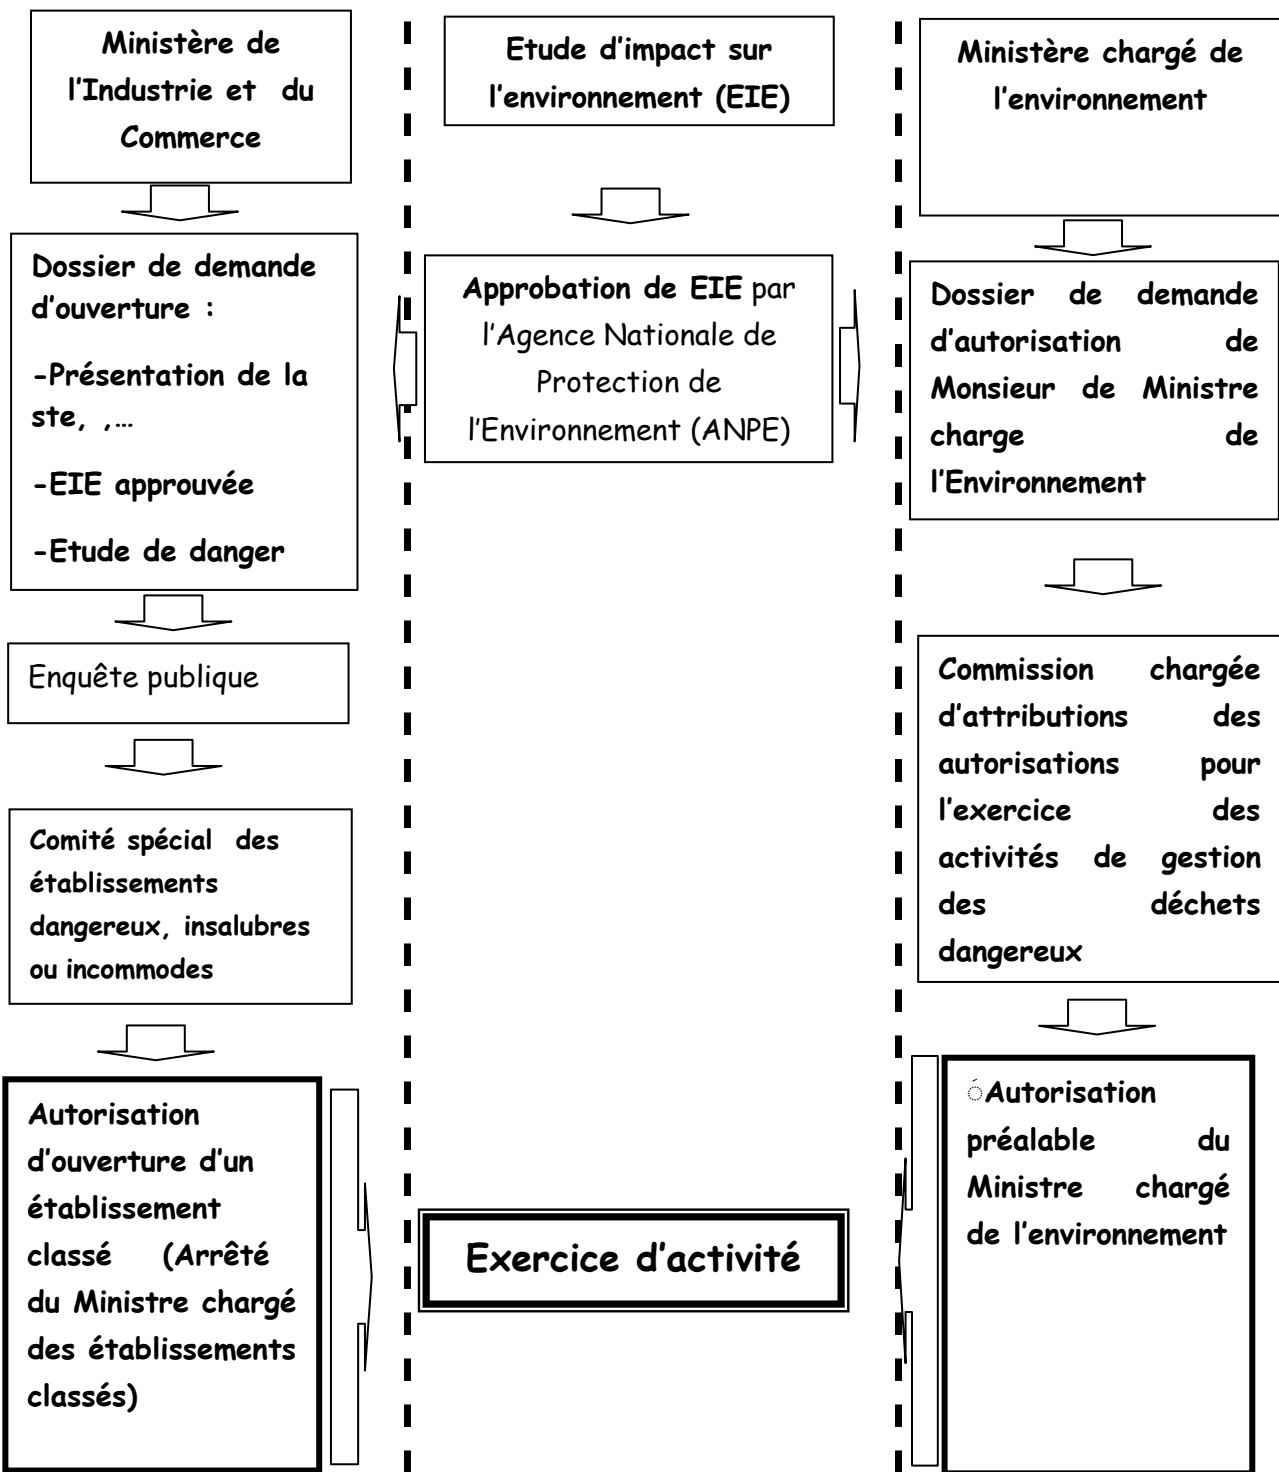 Ministère de
l'Industrie et du
Commerce
Dossier de demande
d'ouverture :
-Présentation de la
ste, ,…
-EIE approuvée
-Etude de danger
Enquête publique
Comité spécial des
établissements
dangereux, insalubres
ou incommodes
Autorisation
d'ouverture d'un
établissement
classé (Arrêté
du Ministre chargé
des établissements
classés)
Etude d'impact sur
l'environnement (EIE)
Approbation de EIE par
l'Agence Nationale de
Protection de
l'Environnement (ANPE)
Exercice d'activité
Ministère chargé de
l'environnement
Dossier de demande
d'autorisation de
Monsieur de Ministre
charge de
l'Environnement
Commission chargée
d'attributions des
autorisations pour
l'exercice des
activités de gestion
des déchets
dangereux
Autorisation
préalable du
Ministre chargé
de l'environnement